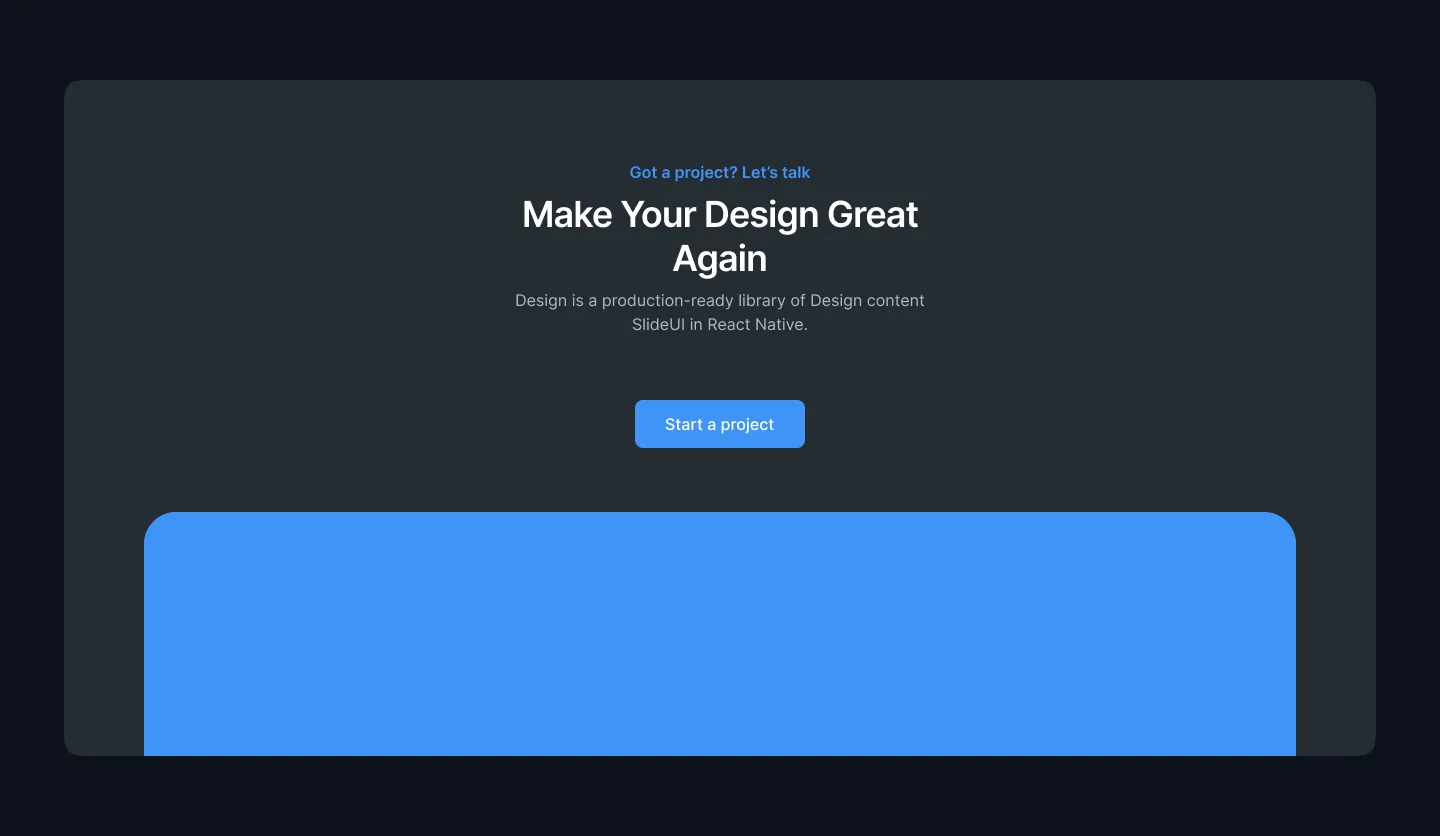 Got a project? Let’s talk
Make Your Design Great
Again
Design is a production-ready library of Design content
SlideUI in React Native.
Start a project